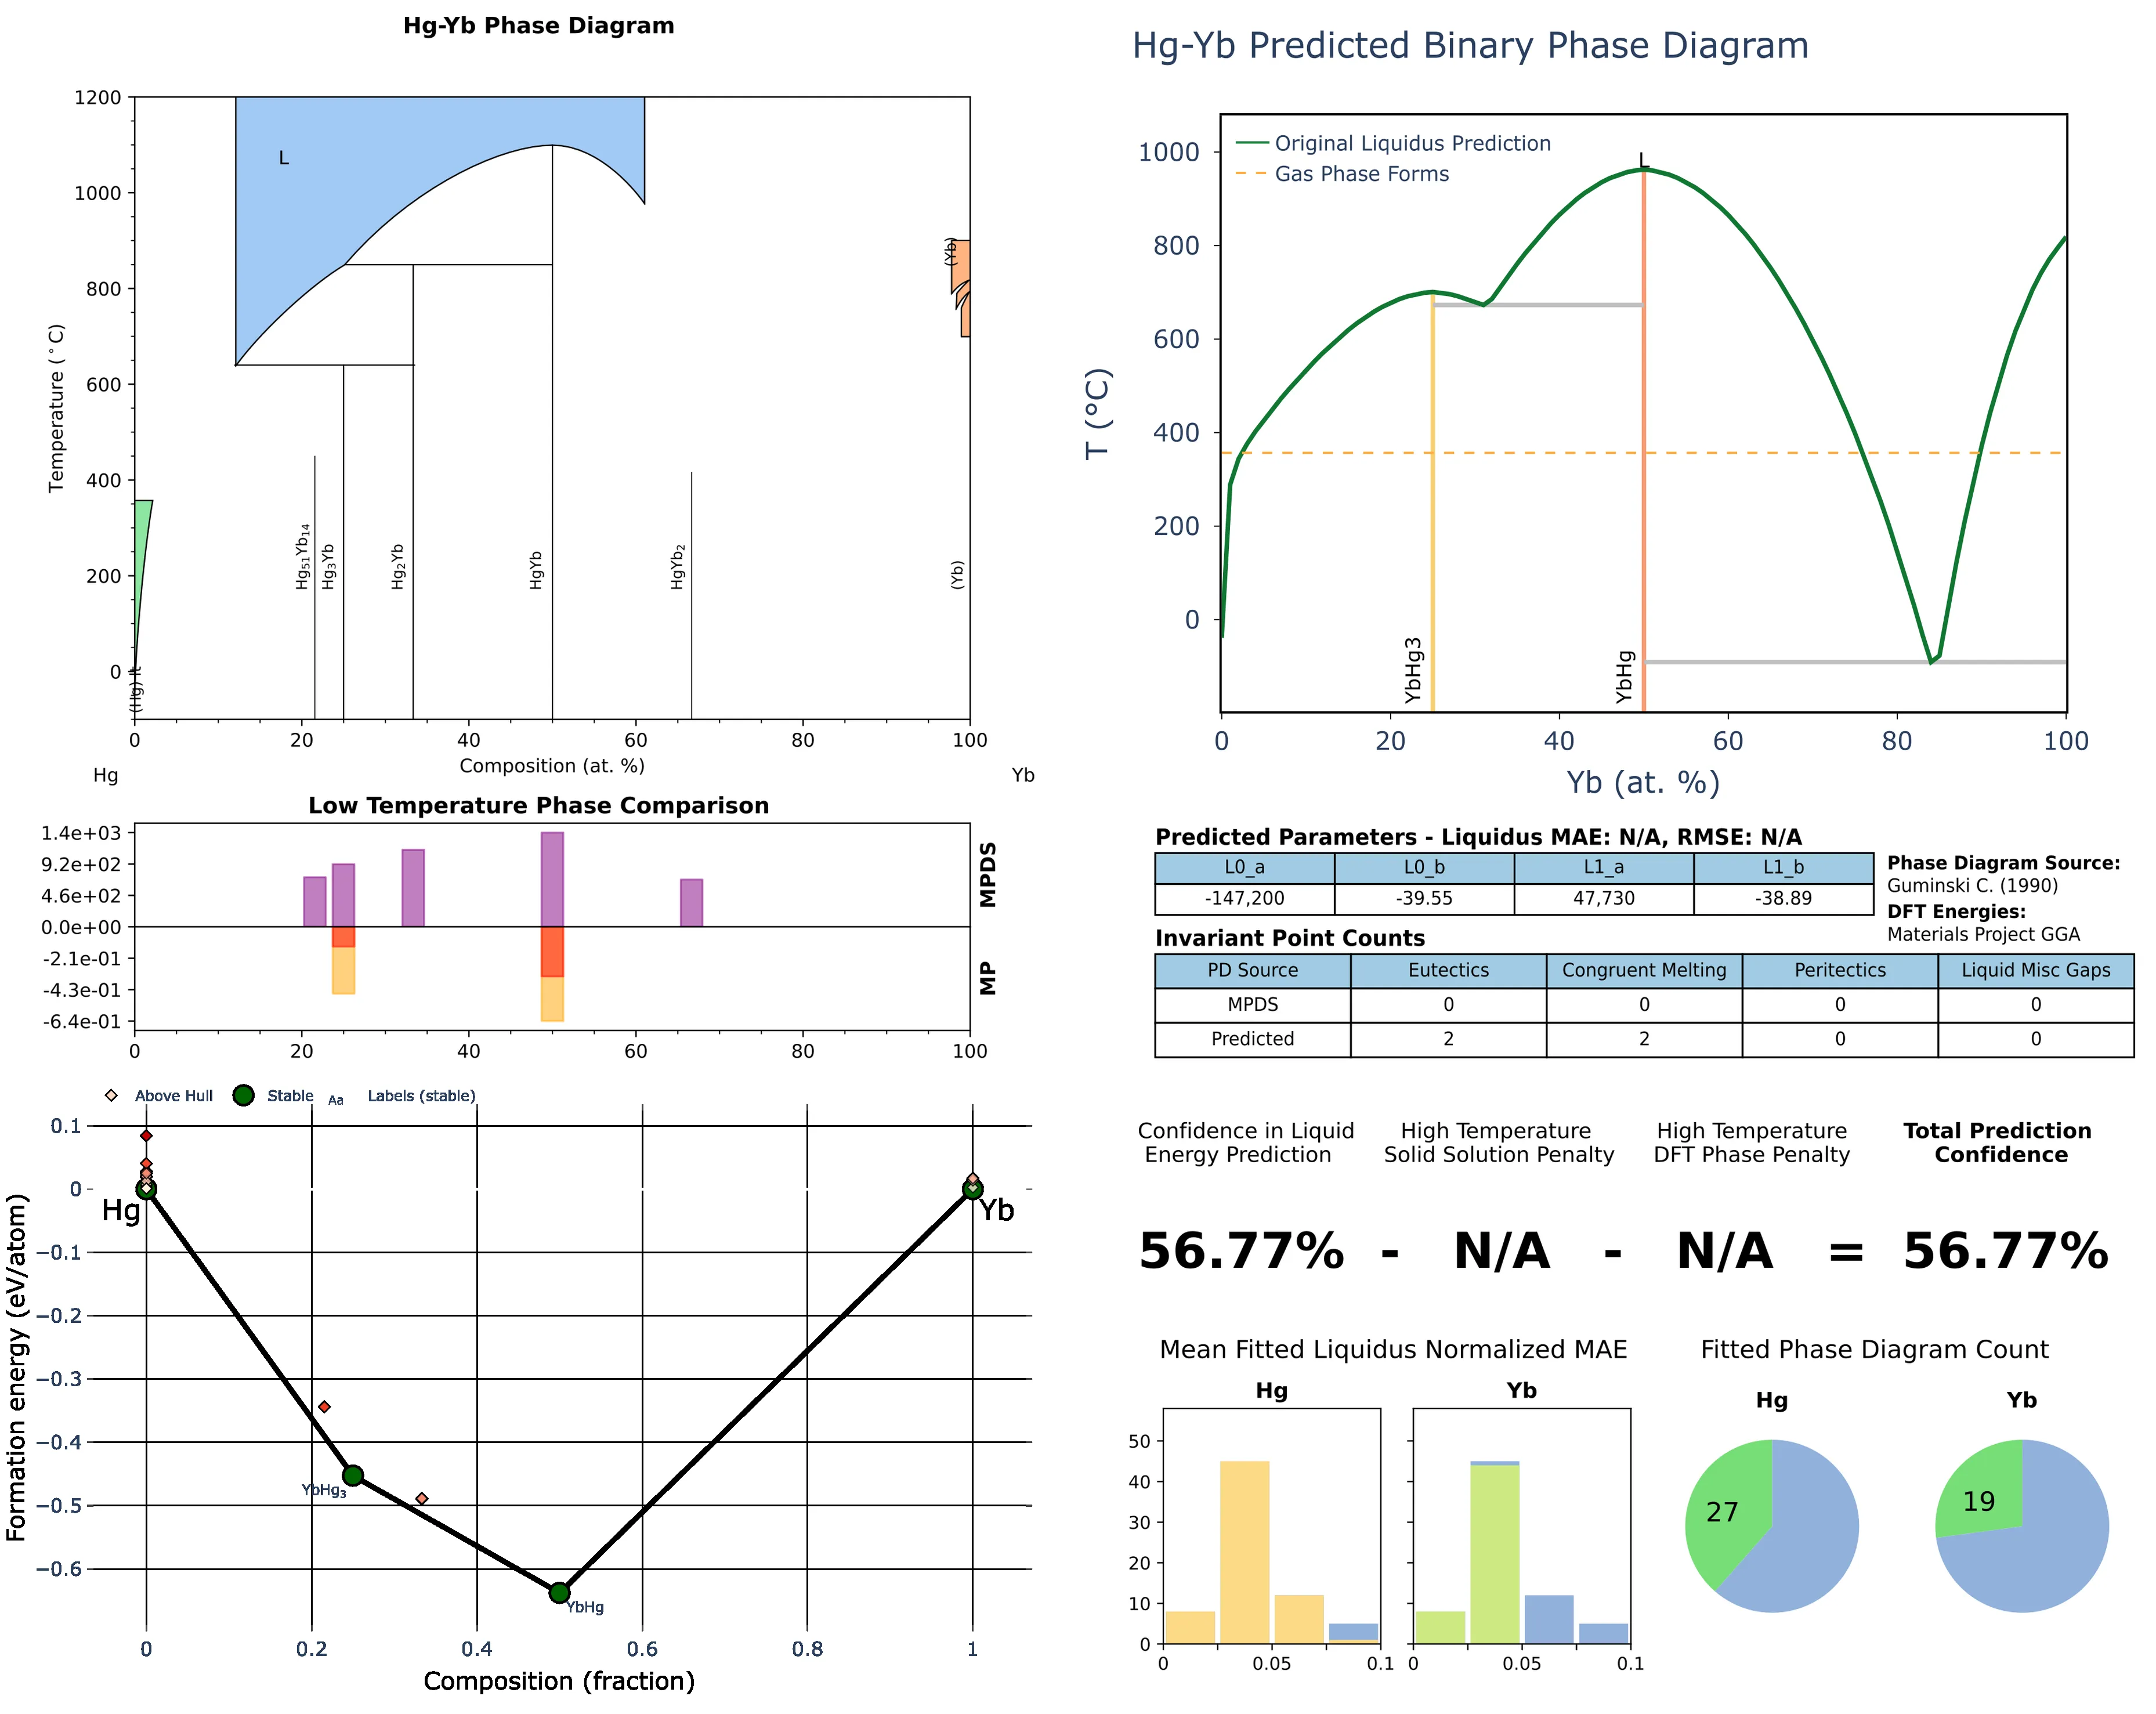 Hg-Yb Phase Diagram
1200
1000
800
600
400
200
0
Temperature (°C)
L
Hg51Yb14
Hg3Yb
Hg2Yb
HgYb
HgYb2
(Yb)
(Yb)
(Hg) lt
0 20 40 60 80 100
Composition (at. %)
Hg
Yb
Hg-Yb Predicted Binary Phase Diagram
Original Liquidus Prediction
Gas Phase Forms
L
1000
800
600
400
200
0
T (°C)
YbHg3
YbHg
0 20 40 60 80 100
Yb (at. %)
Low Temperature Phase Comparison
1.4e+03
9.2e+02
4.6e+02
0.0e+00
-2.1e-01
-4.3e-01
-6.4e-01
MPDS
MP
0 20 40 60 80 100
Predicted Parameters - Liquidus MAE: N/A, RMSE: N/A
L0_a L0_b L1_a L1_b
-147,200 -39.55 47,730 -38.89
Phase Diagram Source:
Guminski C. (1990)
DFT Energies:
Materials Project GGA
Invariant Point Counts
PD Source Eutectics Congruent Melting Peritectics Liquid Misc Gaps
MPDS 0 0 0 0
Predicted 2 2 0 0
Above Hull Stable Aa Labels (stable)
0.1
0
−0.1
−0.2
−0.3
−0.4
−0.5
−0.6
Formation energy (eV/atom)
Hg
Yb
YbHg3
YbHg
0 0.2 0.4 0.6 0.8 1
Composition (fraction)
Confidence in Liquid
Energy Prediction
High Temperature
Solid Solution Penalty
High Temperature
DFT Phase Penalty
Total Prediction
Confidence
56.77% - N/A - N/A = 56.77%
Mean Fitted Liquidus Normalized MAE
Hg
Yb
50
40
30
20
10
0
0 0.05 0.1
0 0.05 0.1
Fitted Phase Diagram Count
Hg
Yb
27
19